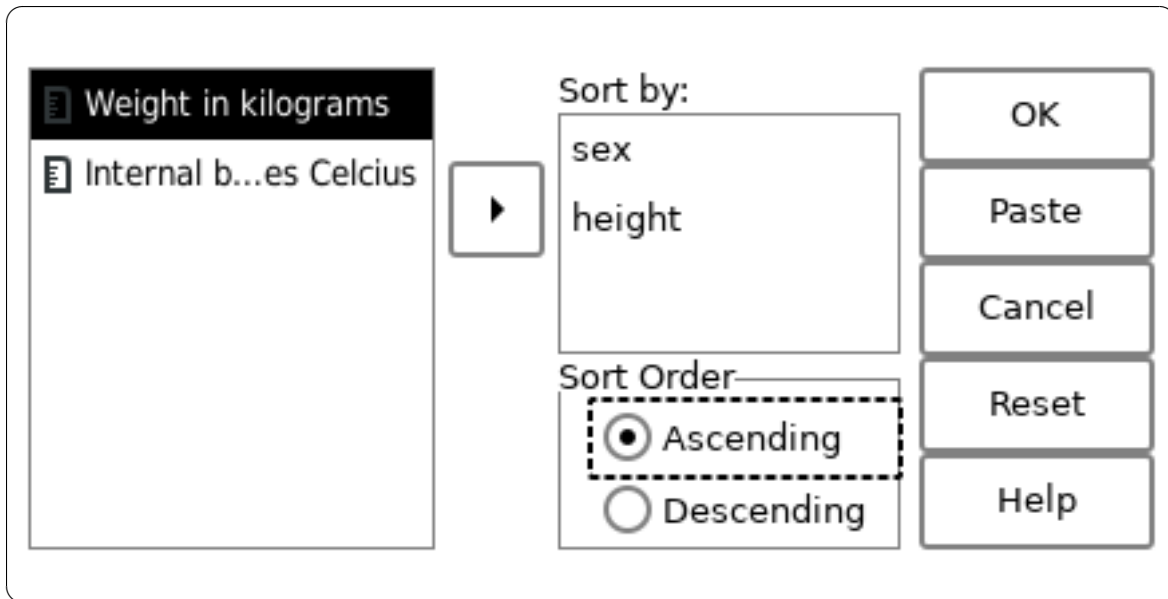 Weight in kilograms
Internal b...es Celcius
Sort by:
sex
height
Sort Order
Ascending
Descending
OK
Paste
Cancel
Reset
Help